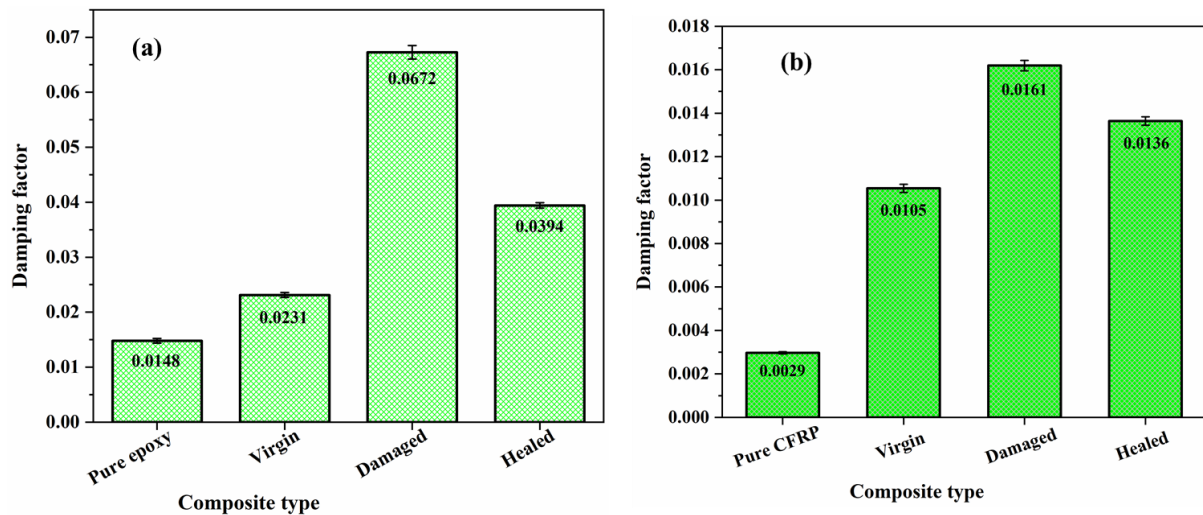 (a)
Damping factor
0.07
0.06
0.05
0.04
0.03
0.02
0.01
0.00
0.0148
0.0231
0.0672
0.0394
Pure epoxy
Virgin
Damaged
Healed
Composite type
(b)
Damping factor
0.018
0.016
0.014
0.012
0.010
0.008
0.006
0.004
0.002
0.000
0.0029
0.0105
0.0161
0.0136
Pure CFRP
Virgin
Damaged
Healed
Composite type